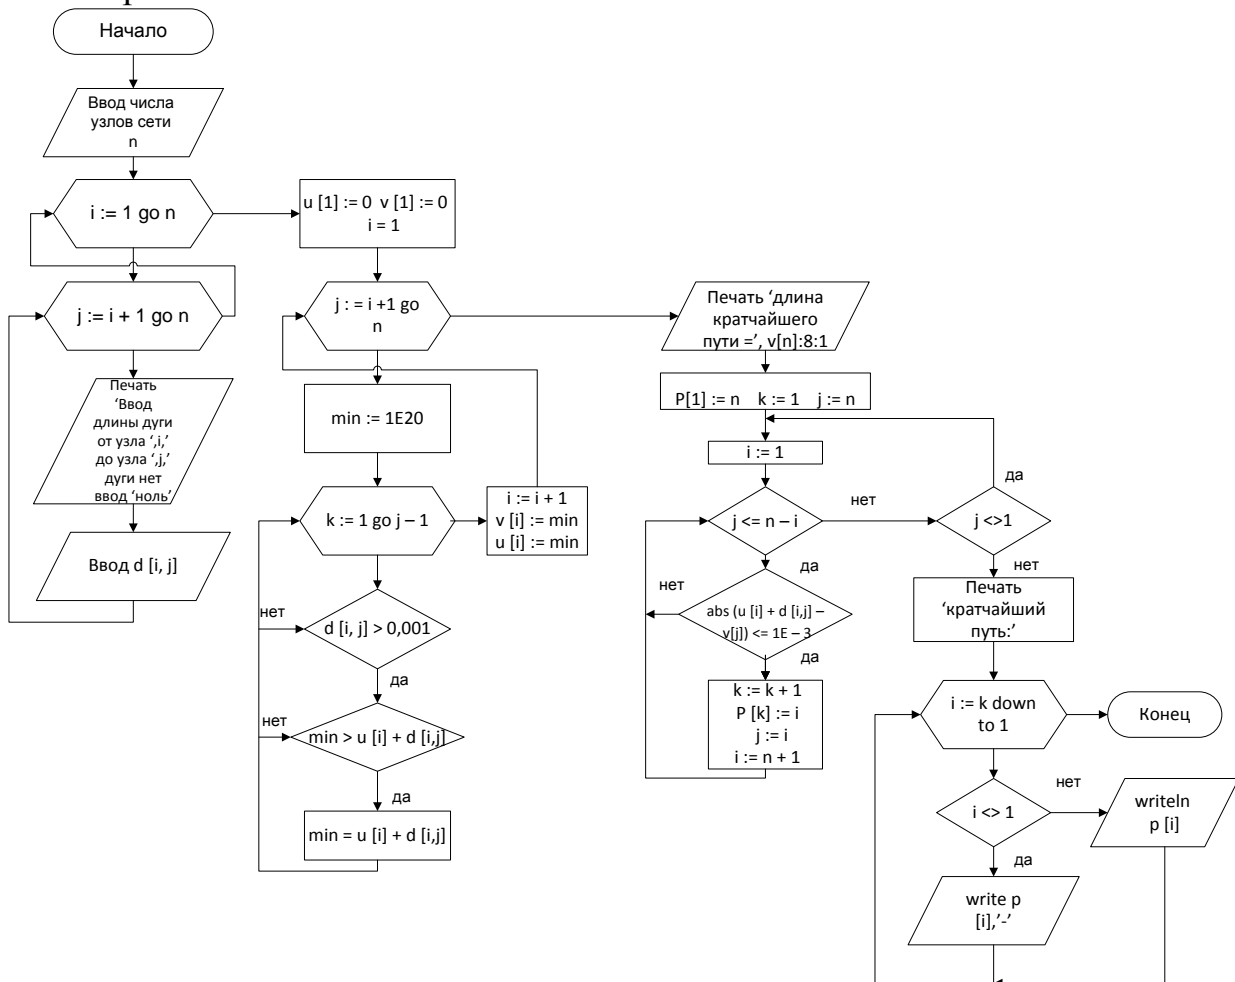 Начало
Ввод числа
узлов сети
n
i := 1 go n
j := i + 1 go n
Печать
‘Ввод
длины дуги
от узла ‘,i,’
до узла ‘,j,’
дуги нет
ввод ‘ноль’
Ввод d [i, j]
u [1] := 0 v [1] := 0
i = 1
j : = i +1 go
n
min := 1E20
k := 1 go j – 1
i := i + 1
v [i] := min
u [i] := min
нет
d [i, j] > 0,001
да
нет
min > u [i] + d [i,j]
да
min = u [i] + d [i,j]
Печать ‘длина
кратчайшего
пути =’, v[n]:8:1
P[1] := n k := 1 j := n
i := 1
да
j <= n – i
нет
j <>1
да
нет
нет
abs (u [i] + d [i,j] –
v[j]) <= 1E – 3
да
k := k + 1
P [k] := i
j := i
i := n + 1
Печать
‘кратчайший
путь:’
i := k down
to 1
Конец
нет
i <> 1
writeln
p [i]
да
write p
[i],’-’